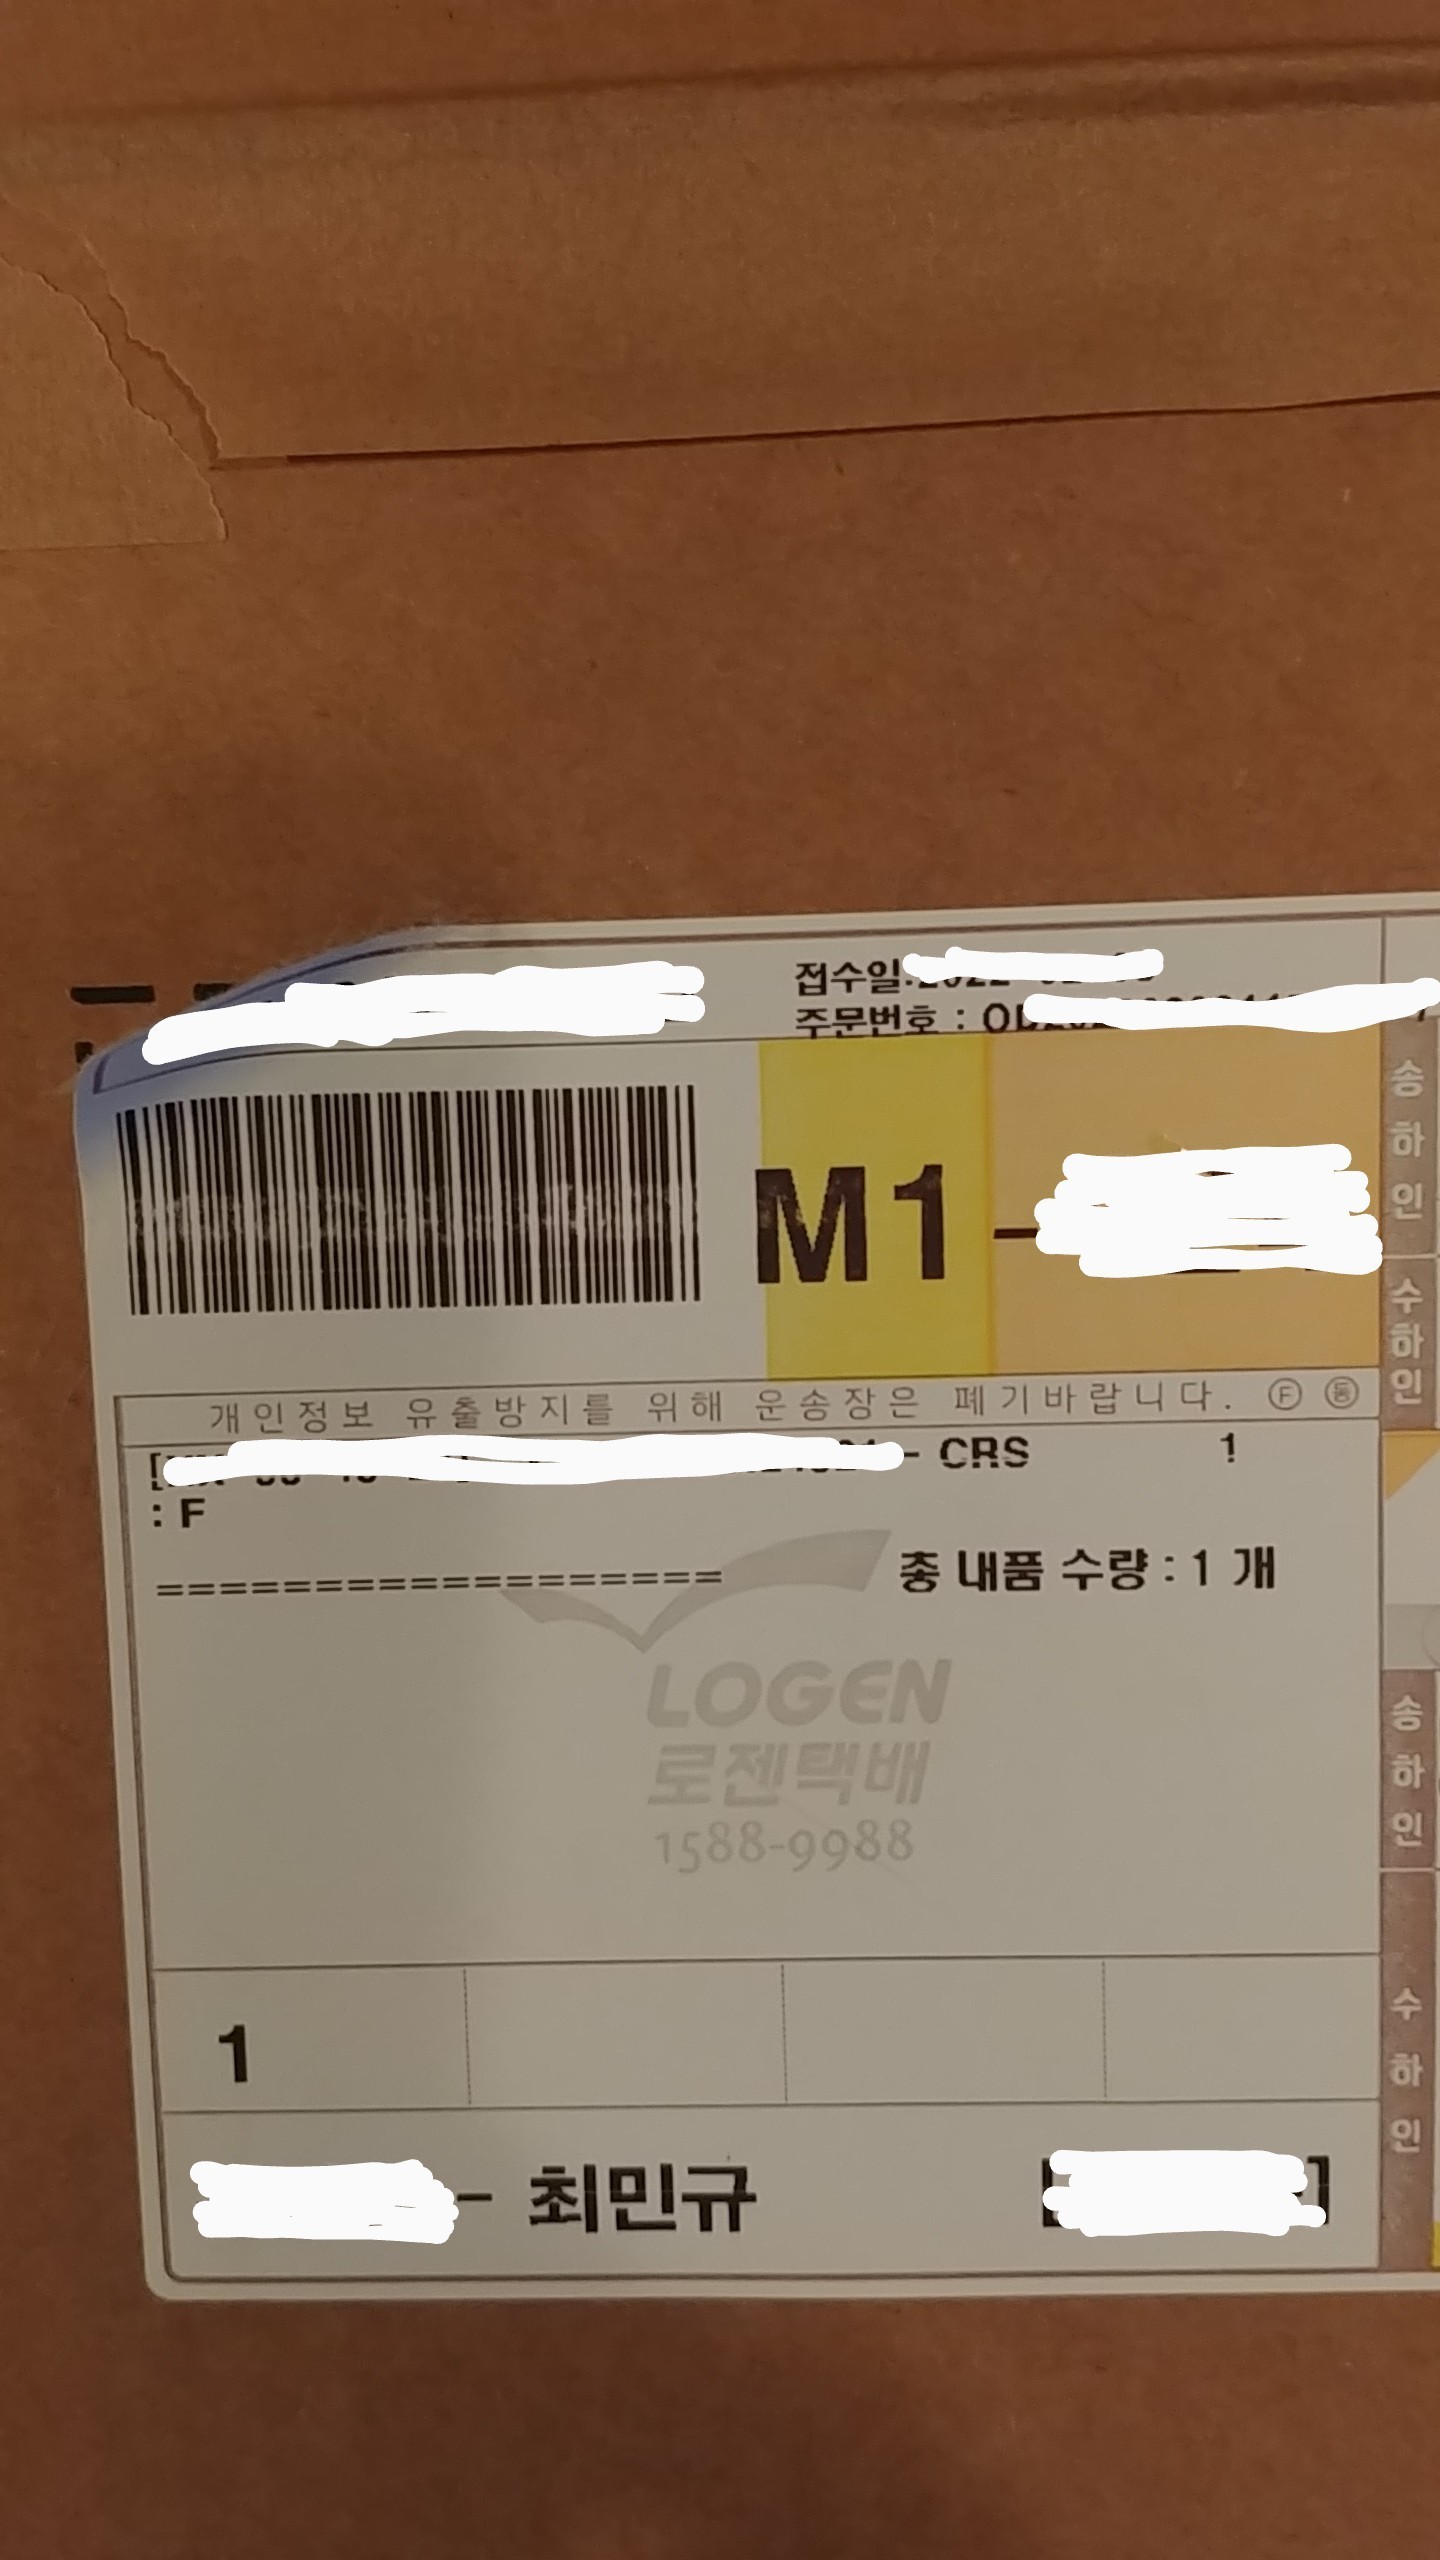 접수일:
주문번호 :
M1 -
개인정보 유출방지를 위해 운송장은 폐기바랍니다. Ⓕ 동
- CRS 1
: F
=================== 총 내품 수량 : 1 개
LOGEN
로젠택배
1588-9988
1
- 최민규
송하인
수하인
송하인
수하인